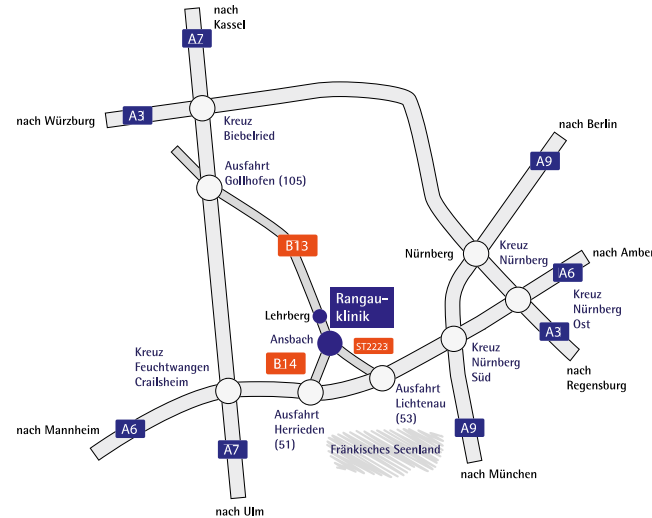 nach
Kassel
A7
A3
nach Würzburg
Kreuz
Biebelried
nach Berlin
A9
Ausfahrt
Gollhofen (105)
B13
Nürnberg
Kreuz
Nürnberg
nach Amber
A6
Rangau-
klinik
Lehrberg
Ansbach
ST2223
Kreuz
Nürnberg
Ost
A3
nach
Regensburg
Kreuz
Feuchtwangen
Crailsheim
B14
Kreuz
Nürnberg
Süd
Ausfahrt
Lichtenau
(53)
Ausfahrt
Herrieden
(51)
nach Mannheim
A6
A7
Fränkisches Seenland
A9
nach München
nach Ulm